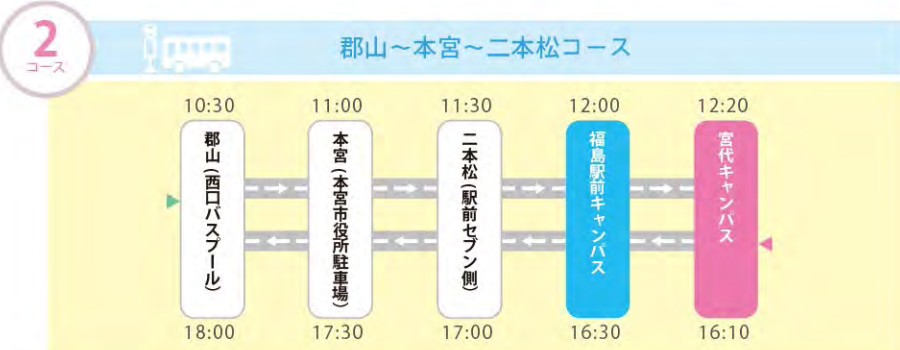 2
コース
郡山～本宮～二本松コース
10:30
11:00
11:30
12:00
12:20
郡山(西口バスプール)
本宮(本宮市役所駐車場)
二本松(駅前セブン側)
福島駅前キャンパス
宮代キャンパス
18:00
17:30
17:00
16:30
16:10